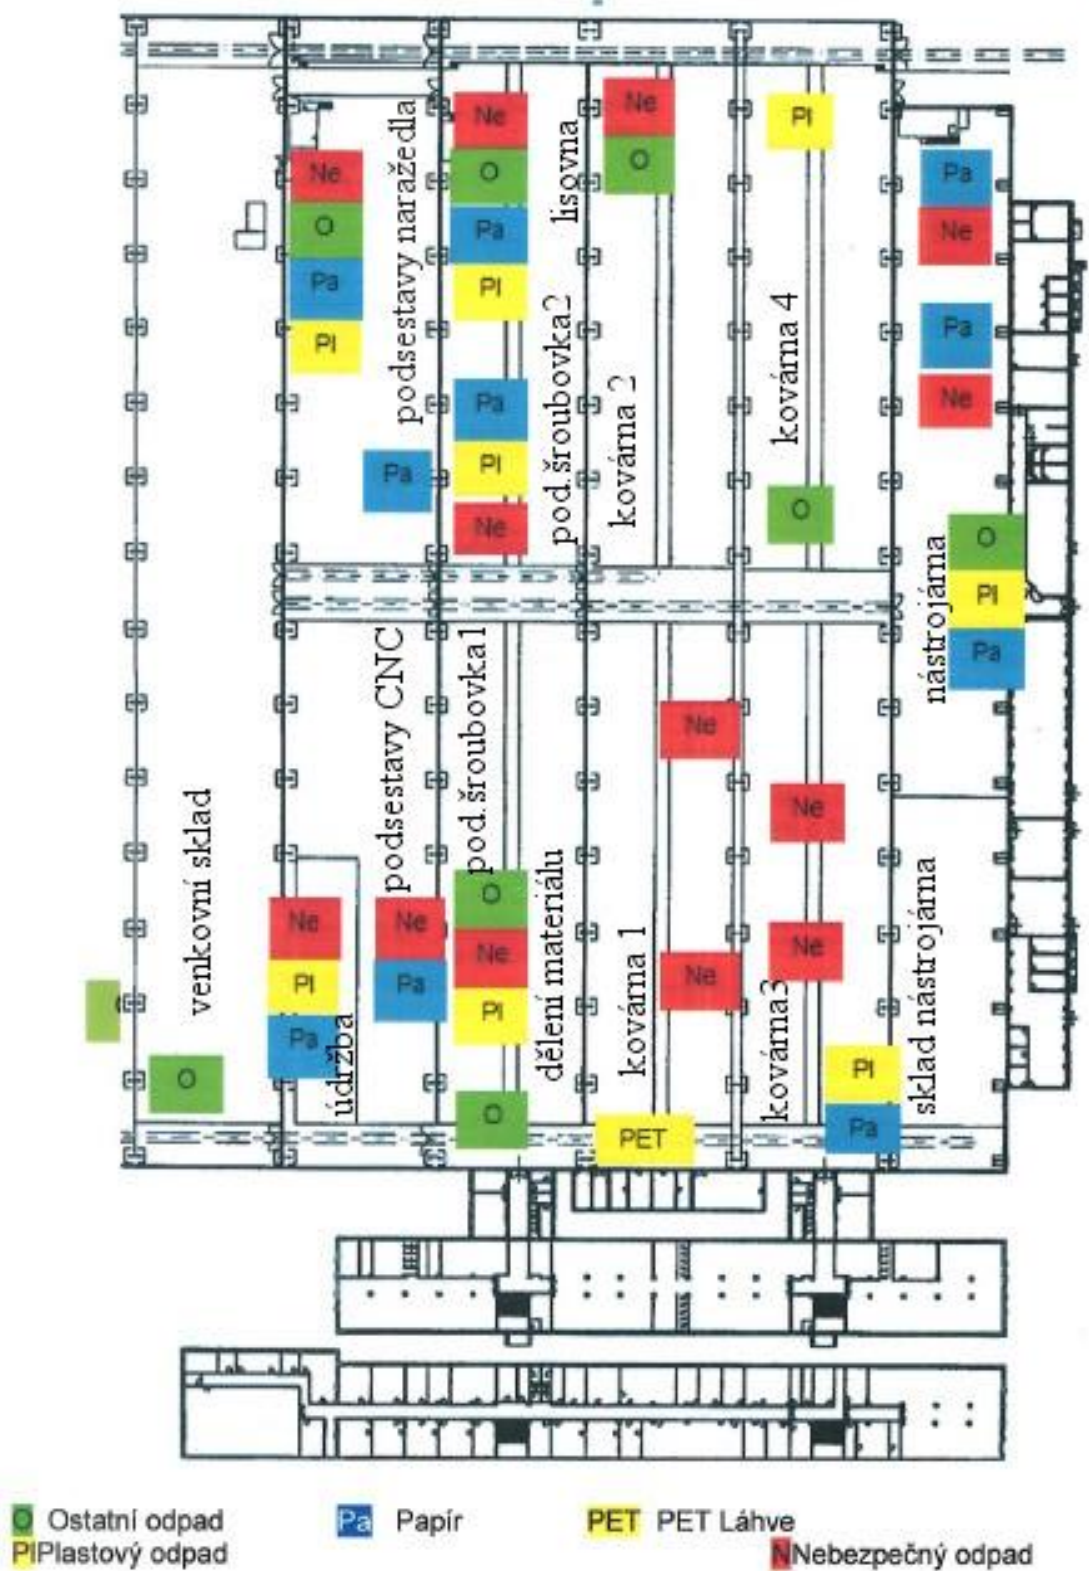 Ne
Ne
Pl
O
O
Pa
Ne
Pa
Ne
O
Pa
Pl
Pa
Pl
podsestavy naražedla
lisovna
Pa
Ne
Pa
Pl
Ne
Pa
pod.šroubovka2
kovárna 2
kovárna 4
O
O
Pl
Pa
nástrojárna
podsestavy CNC
pod.šroubovka1
Ne
Ne
venkovní sklad
O
Ne
Pl
Ne
Ne
Pa
Ne
Pl
Pa
údržba
dělení materiálu
kovárna 1
Ne
Ne
kovárna3
sklad nástrojárna
O
O
PET
Pl
Pa
O Ostatní odpad
Pa Papír
PET PET Láhve
Pl Plastový odpad
N Nebezpečný odpad